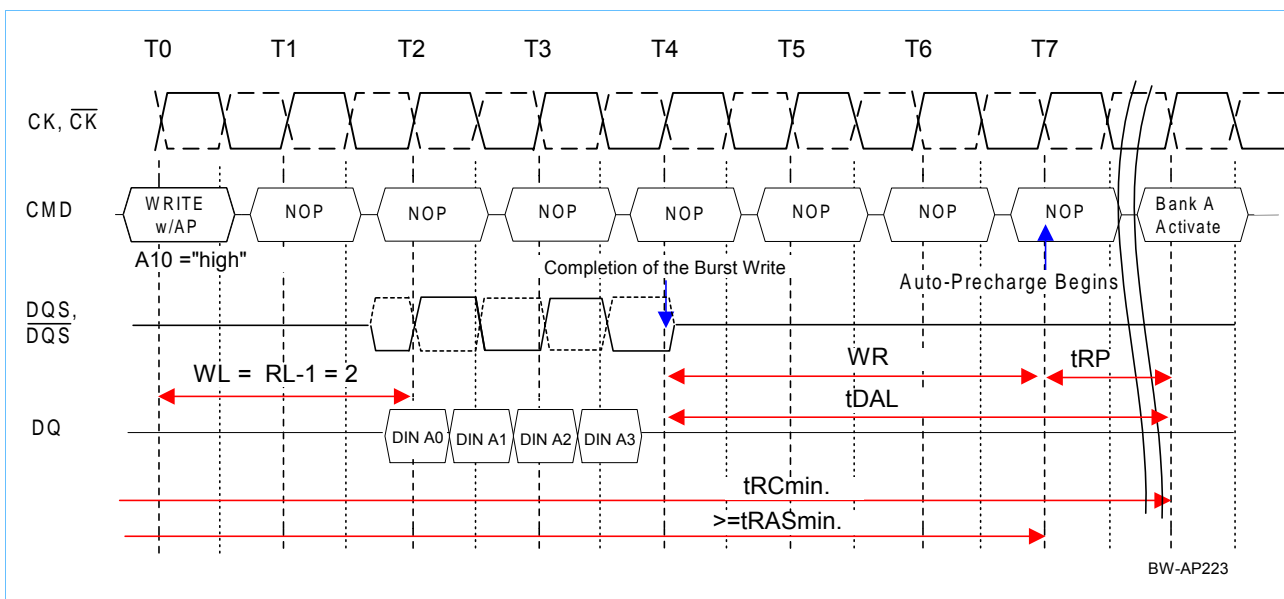 T0 T1 T2 T3 T4 T5 T6 T7
CK, CK
CMD
WRITE w/AP
NOP
NOP
NOP
NOP
NOP
NOP
NOP
Bank A Activate
A10 ="high"
Completion of the Burst Write
Auto-Precharge Begins
DQS,
DQS
WL = RL-1 = 2
WR
tRP
tDAL
DQ
DIN A0
DIN A1
DIN A2
DIN A3
tRCmin.
>=tRASmin.
BW-AP223